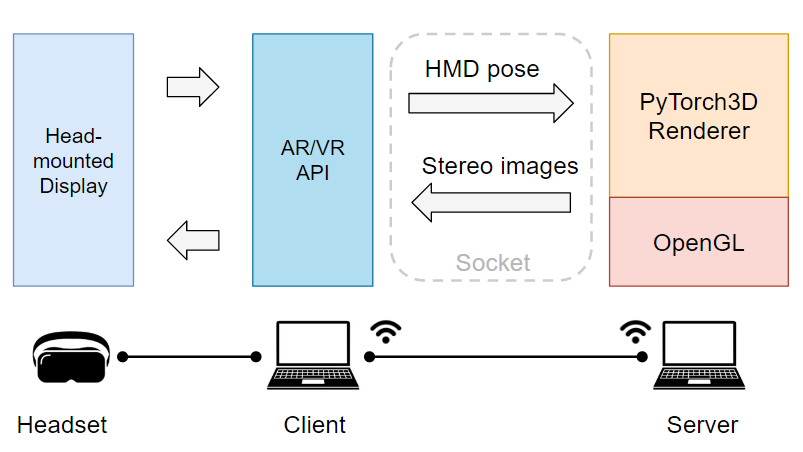 Head-
mounted
Display
AR/VR
API
HMD pose
Stereo images
Socket
PyTorch3D
Renderer
OpenGL
Headset
Client
Server